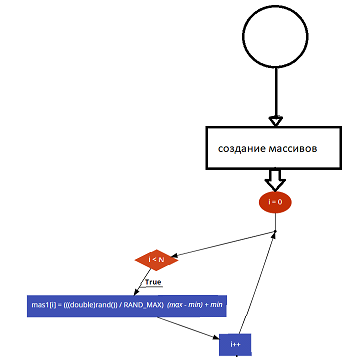 создание массивов
i = 0
i < N
True
mas1[i] = (((double)rand()) / RAND_MAX) (max - min) + min
i++